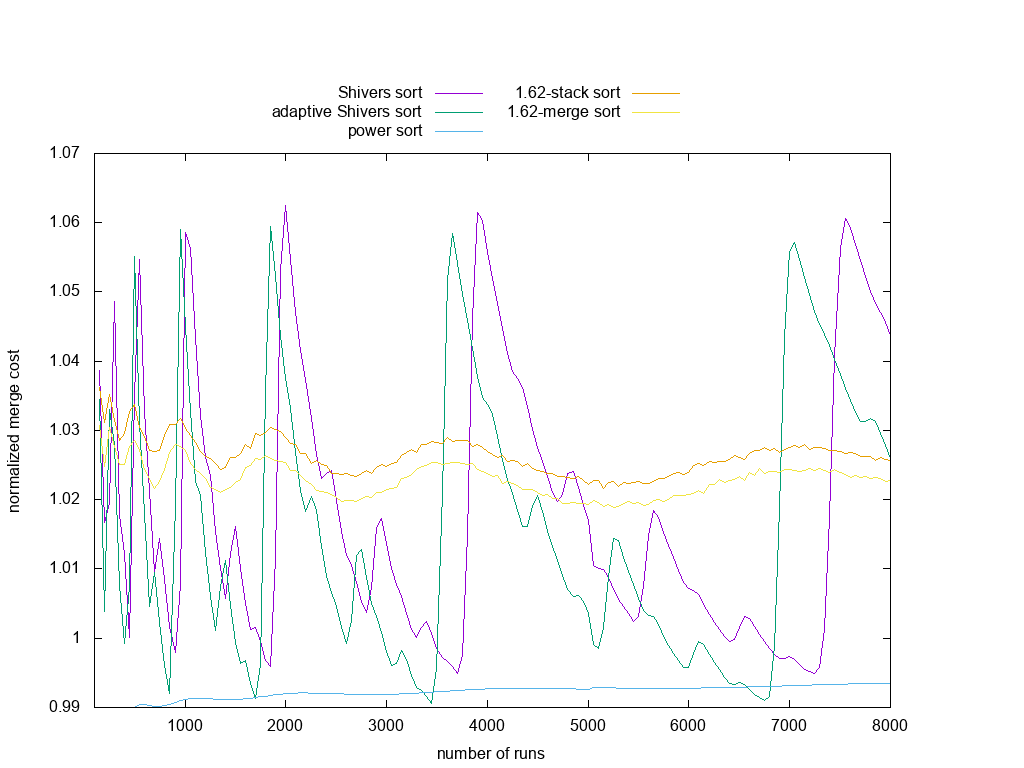 Shivers sort
adaptive Shivers sort
power sort
1.62-stack sort
1.62-merge sort
1.07
1.06
1.05
1.04
1.03
1.02
1.01
1
0.99
normalized merge cost
1000 2000 3000 4000 5000 6000 7000 8000
number of runs